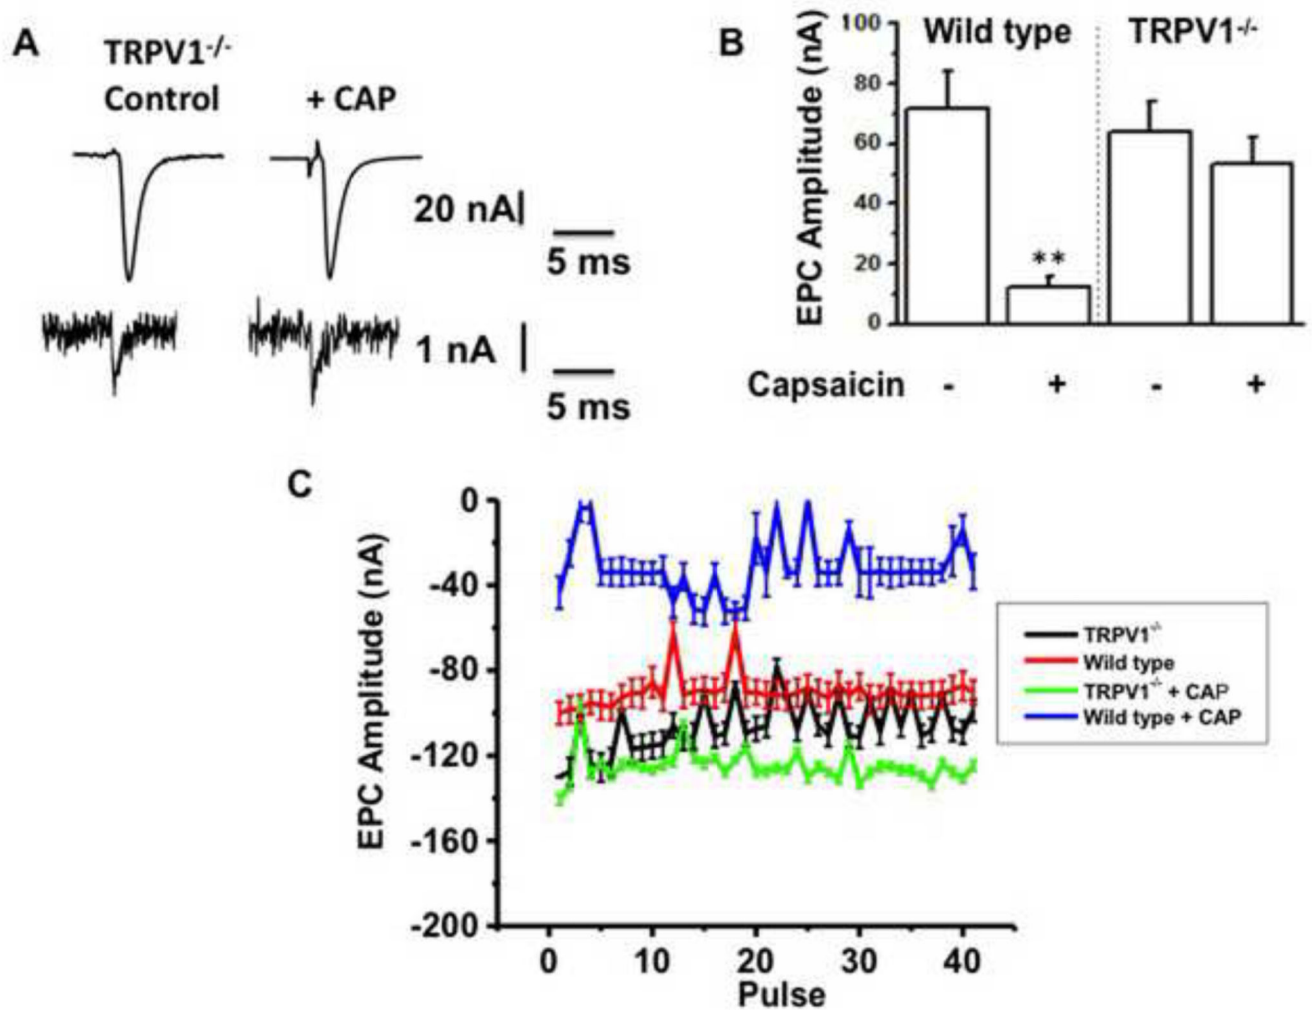 A
TRPV1-/-
Control
+ CAP
20 nA
5 ms
1 nA
5 ms
B
EPC Amplitude (nA)
100
80
60
40
20
0
Wild type
TRPV1-/-
**
Capsaicin - + - +
C
EPC Amplitude (nA)
0
-40
-80
-120
-160
-200
0 10 20 30 40
Pulse
TRPV1-/-
Wild type
TRPV1-/- + CAP
Wild type + CAP